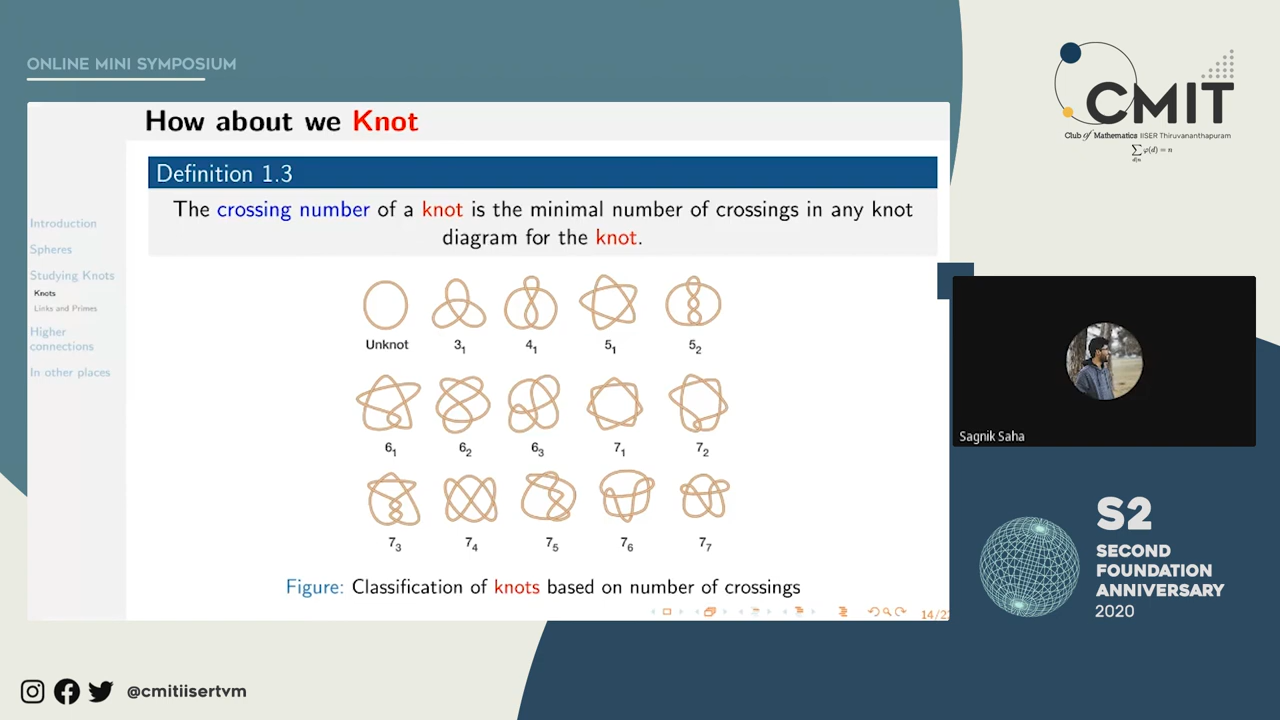 ONLINE MINI SYMPOSIUM
CMIT
Club of Mathematics IISER Thiruvananthapuram
∑ φ(d) = n
d|n
How about we Knot
Definition 1.3
The crossing number of a knot is the minimal number of crossings in any knot
diagram for the knot.
Introduction
Spheres
Studying Knots
Knots
Links and Primes
Higher
connections
In other places
Unknot 3₁ 4₁ 5₁ 5₂
6₁ 6₂ 6₃ 7₁ 7₂
7₃ 7₄ 7₅ 7₆ 7₇
Figure: Classification of knots based on number of crossings
Sagnik Saha
S2
SECOND
FOUNDATION
ANNIVERSARY
2020
@cmitiisertvm